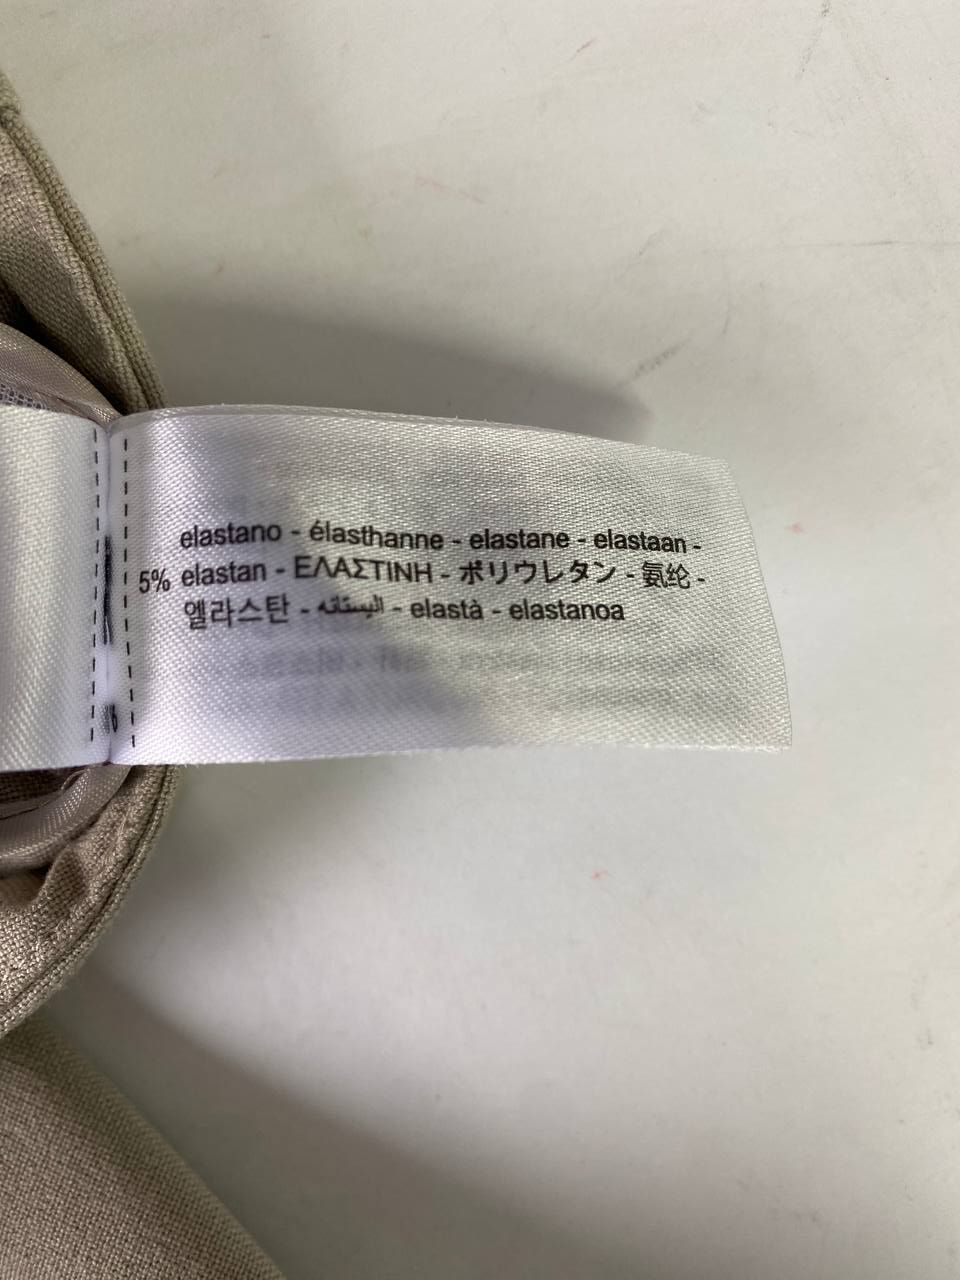 elastano - élasthanne - elastane - elastaan -
5% elastan - ΕΛΑΣΤΙΝΗ - ポリウレタン - 氨纶 -
엘라스탄 - اليستانه - elastà - elastanoa